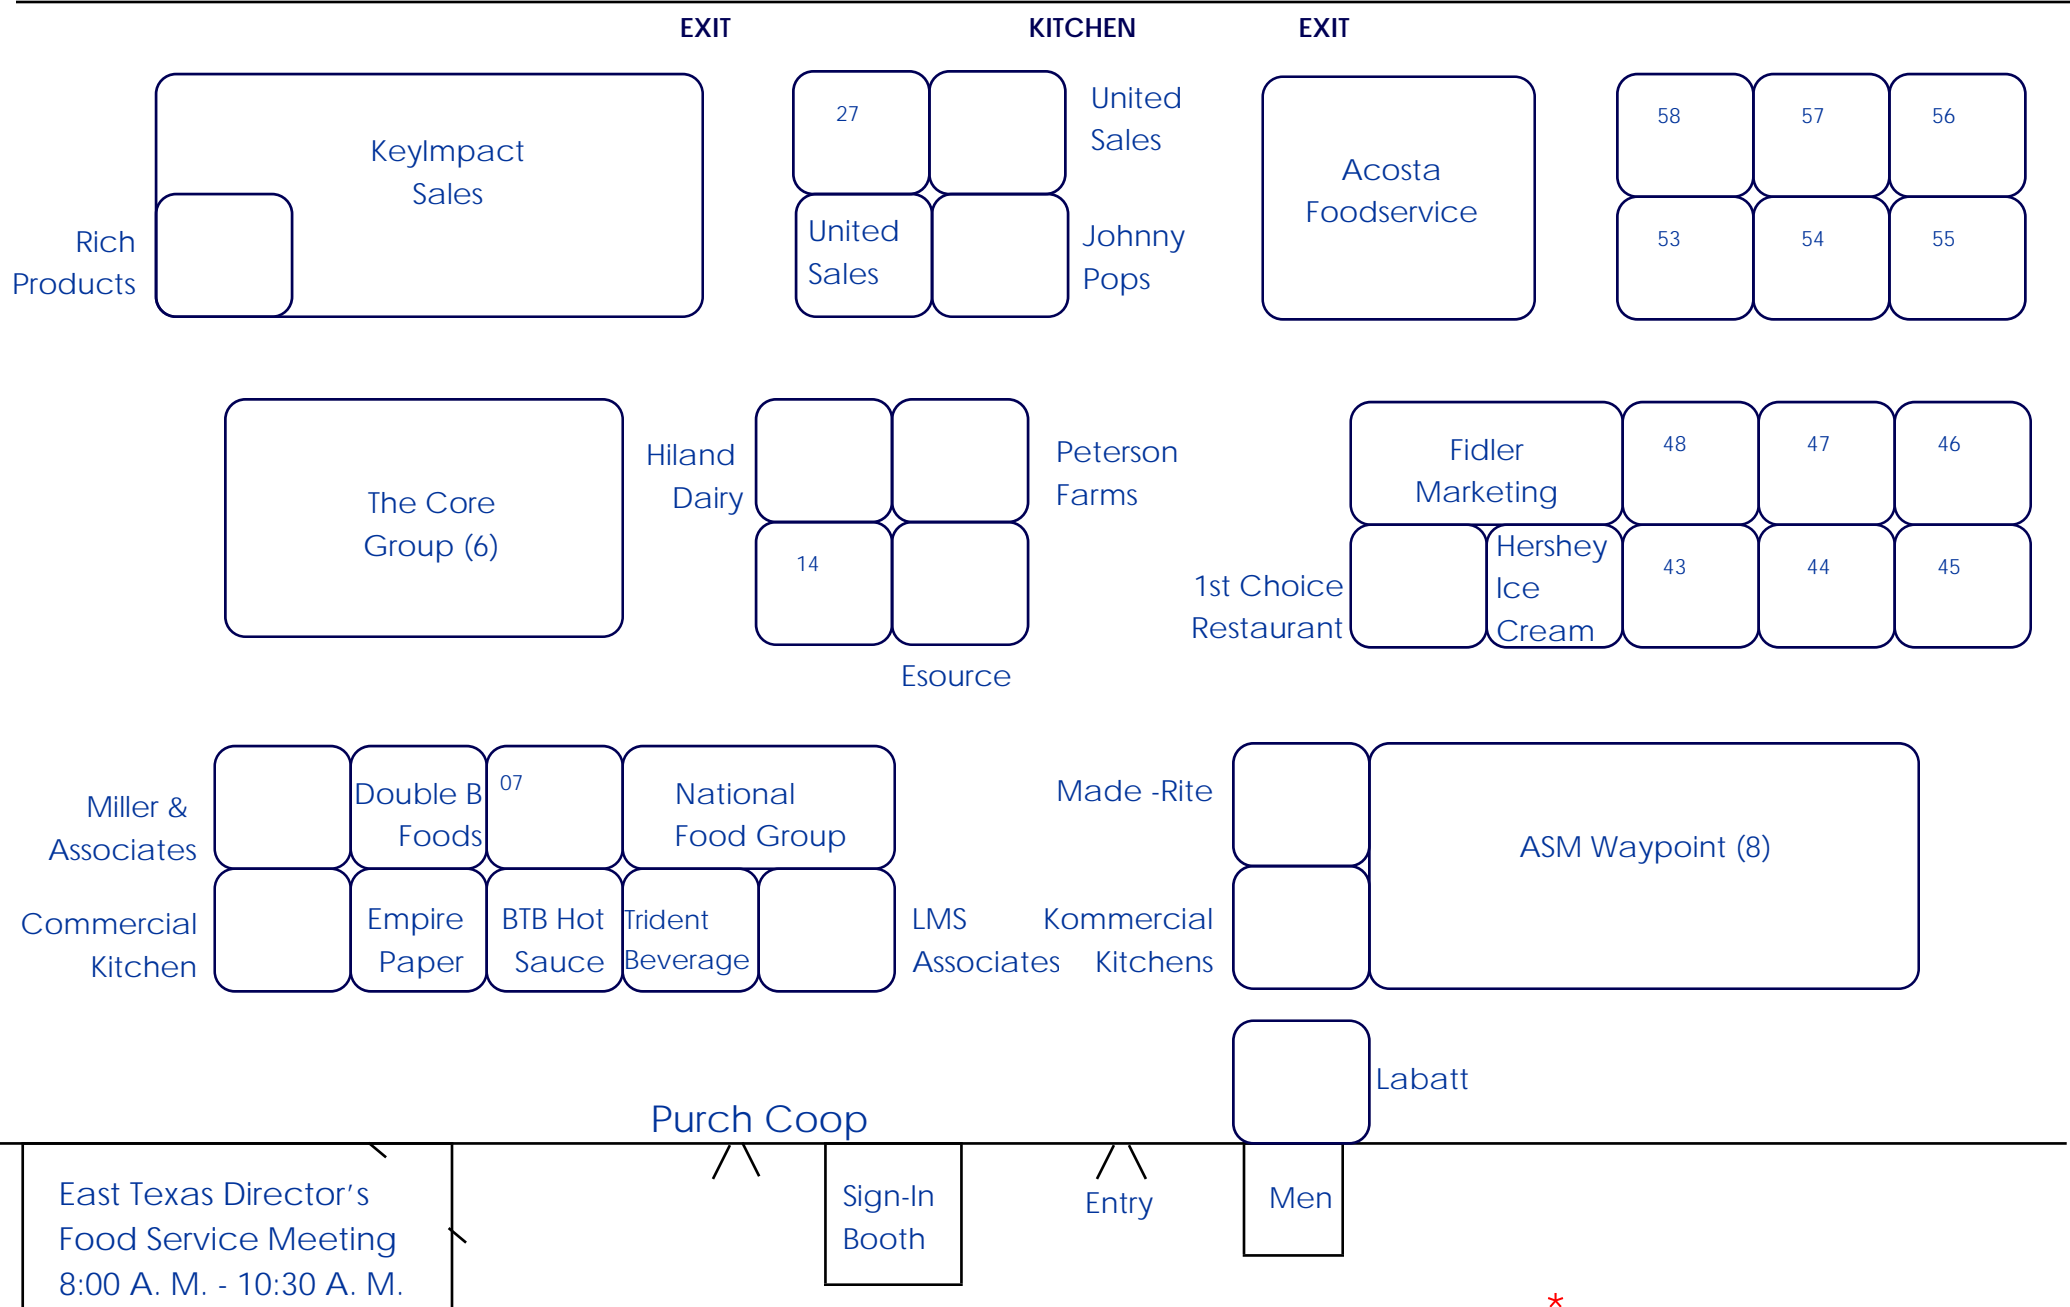 EXIT KITCHEN EXIT
KeyImpact
Sales
Rich
Products
27
United
Sales
United
Sales
Johnny
Pops
Acosta
Foodservice
58 57 56
53 54 55
The Core
Group (6)
Hiland
Dairy
Peterson
Farms
14
Esource
Fidler
Marketing
48 47 46
1st Choice
Restaurant
Hershey
Ice
Cream
43 44 45
Miller &
Associates
Double B
Foods
07
National
Food Group
Commercial
Kitchen
Empire
Paper
BTB Hot
Sauce
Trident
Beverage
LMS
Associates
Made -Rite
Kommercial
Kitchens
ASM Waypoint (8)
Labatt
Purch Coop
East Texas Director's
Food Service Meeting
8:00 A. M. - 10:30 A. M.
Sign-In
Booth
Entry
Men
*